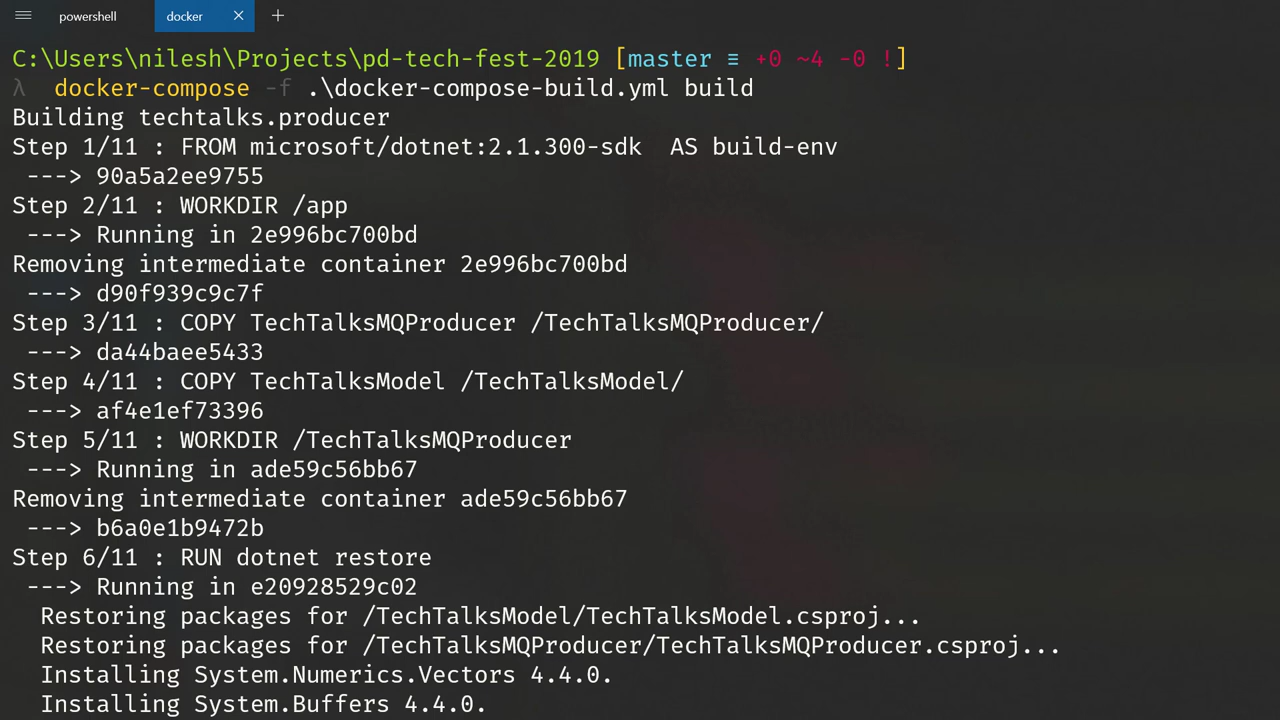 powershell docker
C:\Users\nilesh\Projects\pd-tech-fest-2019 [master ≡ +0 ~4 -0 !]
λ docker-compose -f .\docker-compose-build.yml build
Building techtalks.producer
Step 1/11 : FROM microsoft/dotnet:2.1.300-sdk  AS build-env
 ---> 90a5a2ee9755
Step 2/11 : WORKDIR /app
 ---> Running in 2e996bc700bd
Removing intermediate container 2e996bc700bd
 ---> d90f939c9c7f
Step 3/11 : COPY TechTalksMQProducer /TechTalksMQProducer/
 ---> da44baee5433
Step 4/11 : COPY TechTalksModel /TechTalksModel/
 ---> af4e1ef73396
Step 5/11 : WORKDIR /TechTalksMQProducer
 ---> Running in ade59c56bb67
Removing intermediate container ade59c56bb67
 ---> b6a0e1b9472b
Step 6/11 : RUN dotnet restore
 ---> Running in e20928529c02
  Restoring packages for /TechTalksModel/TechTalksModel.csproj...
  Restoring packages for /TechTalksMQProducer/TechTalksMQProducer.csproj...
  Installing System.Numerics.Vectors 4.4.0.
  Installing System.Buffers 4.4.0.